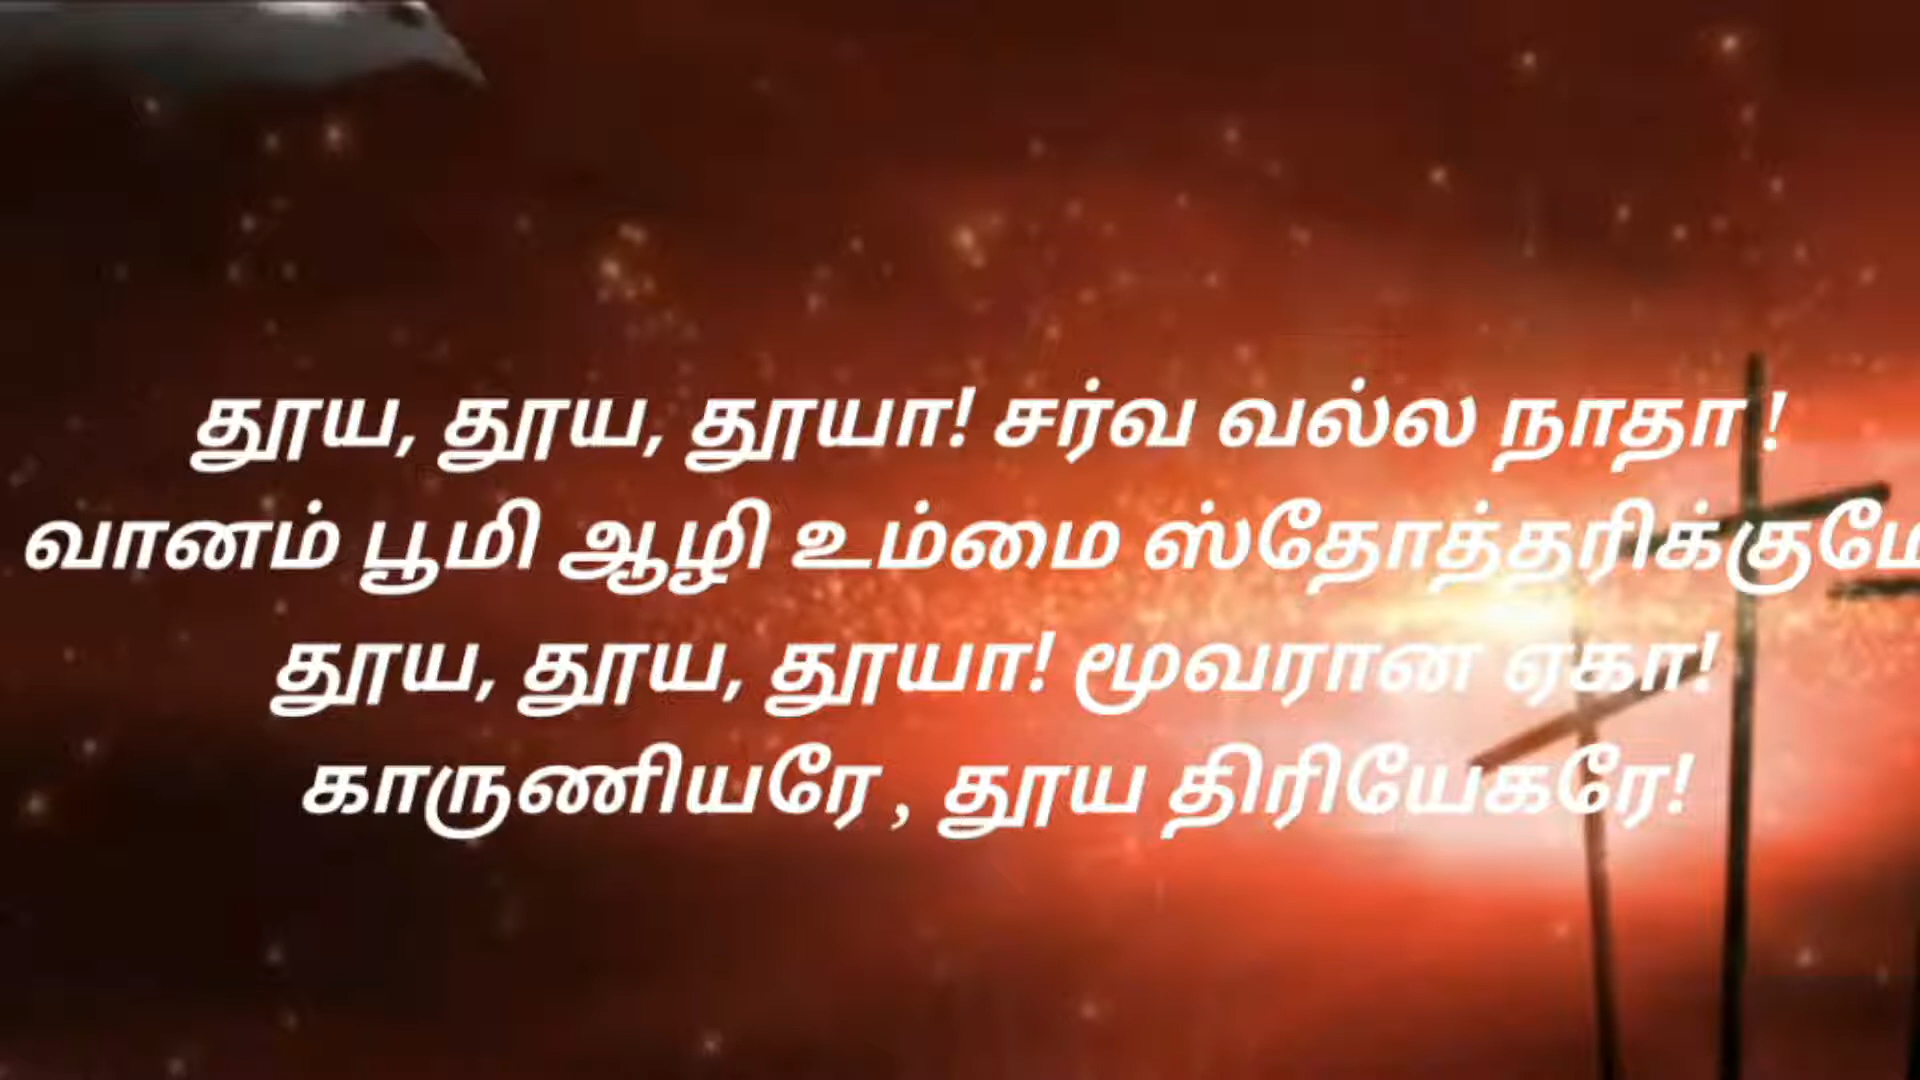 தூய, தூய, தூயா! சர்வ வல்ல நாதா !
வானம் பூமி ஆழி உம்மை ஸ்தோத்தரிக்குமே
தூய, தூய, தூயா! மூவரான ஏகா!
காருணியரே , தூய திரியேகரே!